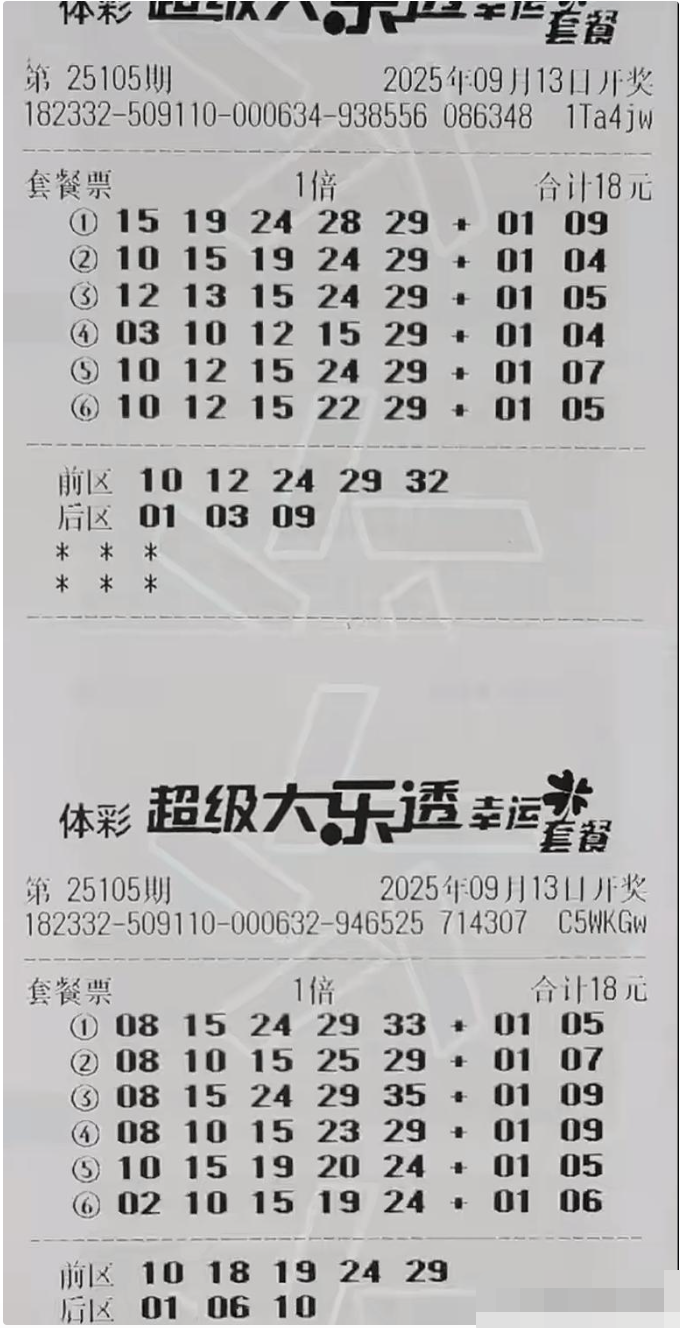 体彩 超级大乐透 幸运套餐
第 25105期 2025年09月13日开奖
182332-509110-000634-938556 086348 1Ta4jw
套餐票 1倍 合计18元
① 15 19 24 28 29 + 01 09
② 10 15 19 24 29 + 01 04
③ 12 13 15 24 29 + 01 05
④ 03 10 12 15 29 + 01 04
⑤ 10 12 15 24 29 + 01 07
⑥ 10 12 15 22 29 + 01 05
前区 10 12 24 29 32
后区 01 03 09
* * *
* * *
体彩 超级大乐透 幸运套餐
第 25105期 2025年09月13日开奖
182332-509110-000632-946525 714307 C5WKGw
套餐票 1倍 合计18元
① 08 15 24 29 33 + 01 05
② 08 10 15 25 29 + 01 07
③ 08 15 24 29 35 + 01 09
④ 08 10 15 23 29 + 01 09
⑤ 10 15 19 20 24 + 01 05
⑥ 02 10 15 19 24 + 01 06
前区 10 18 19 24 29
后区 01 06 10